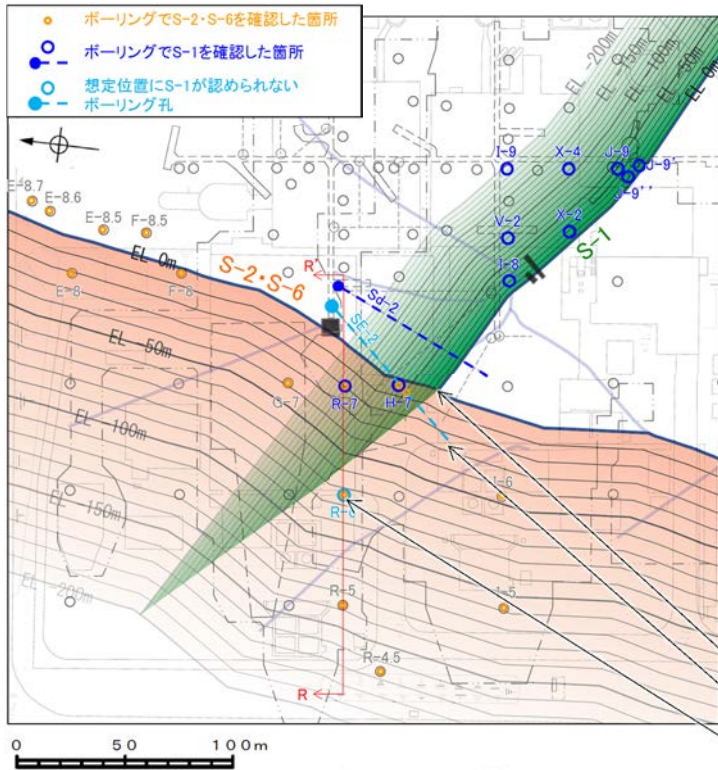 ボーリングでS-2・S-6を確認した箇所
ボーリングでS-1を確認した箇所
想定位置にS-1が認められない
ボーリング孔
EL-200m
-150m
EL-100m
EL-50m
EL 0m
I-9
X-4
J-9
J-9'
J-9''
E-8.7
E-8.6
E-8.5
F-8.5
V-2
X-2
S-1
EL 0m
S-2・S-6
R'
I-8
E-8
F-8
Sd-2
SE-2
EL -50m
G-7
R-7
H-7
EL -100m
EL -150m
I-6
EL -200m
R-5
R-4.5
R
0 50 100m